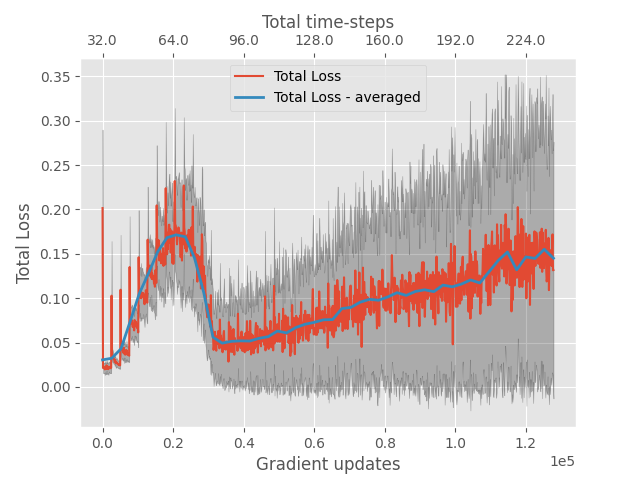 Total time-steps
32.0 64.0 96.0 128.0 160.0 192.0 224.0
Total Loss
Total Loss - averaged
0.35
0.30
0.25
0.20
0.15
0.10
0.05
0.00
Total Loss
0.0 0.2 0.4 0.6 0.8 1.0 1.2
1e5
Gradient updates